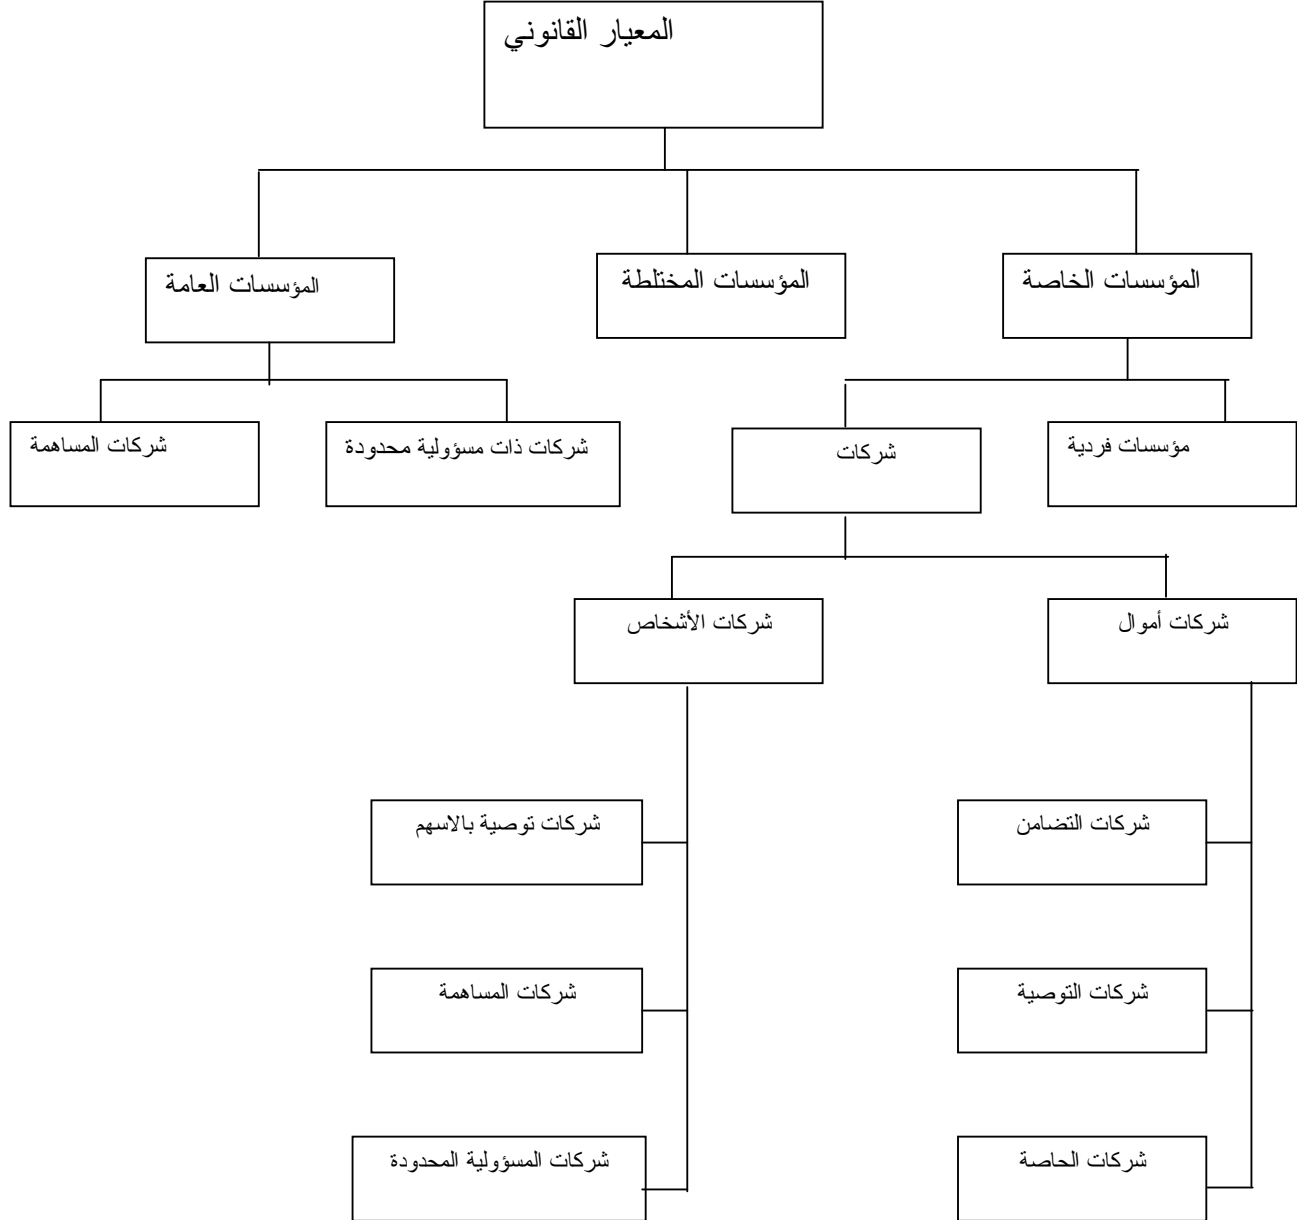 المعيار القانوني
المؤسسات الخاصة
المؤسسات المختلطة
المؤسسات العامة
مؤسسات فردية
شركات
شركات ذات مسؤولية محدودة
شركات المساهمة
شركات أموال
شركات الأشخاص
شركات التضامن
شركات توصية بالاسهم
شركات التوصية
شركات المساهمة
شركات الحاصة
شركات المسؤولية المحدودة